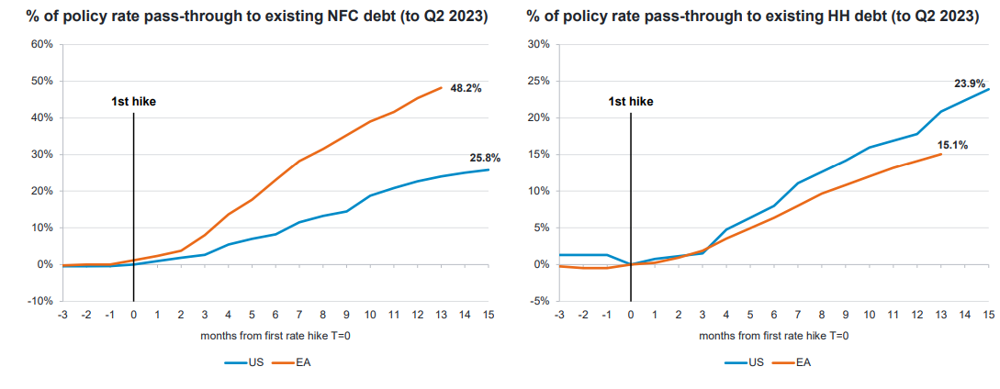 % of policy rate pass-through to existing NFC debt (to Q2 2023)
60%
50%
40%
30%
20%
10%
0%
-10%
1st hike
48.2%
25.8%
-3 -2 -1 0 1 2 3 4 5 6 7 8 9 10 11 12 13 14 15
months from first rate hike T=0
US EA
% of policy rate pass-through to existing HH debt (to Q2 2023)
30%
25%
20%
15%
10%
5%
0%
-5%
1st hike
23.9%
15.1%
-3 -2 -1 0 1 2 3 4 5 6 7 8 9 10 11 12 13 14 15
months from first rate hike T=0
US EA